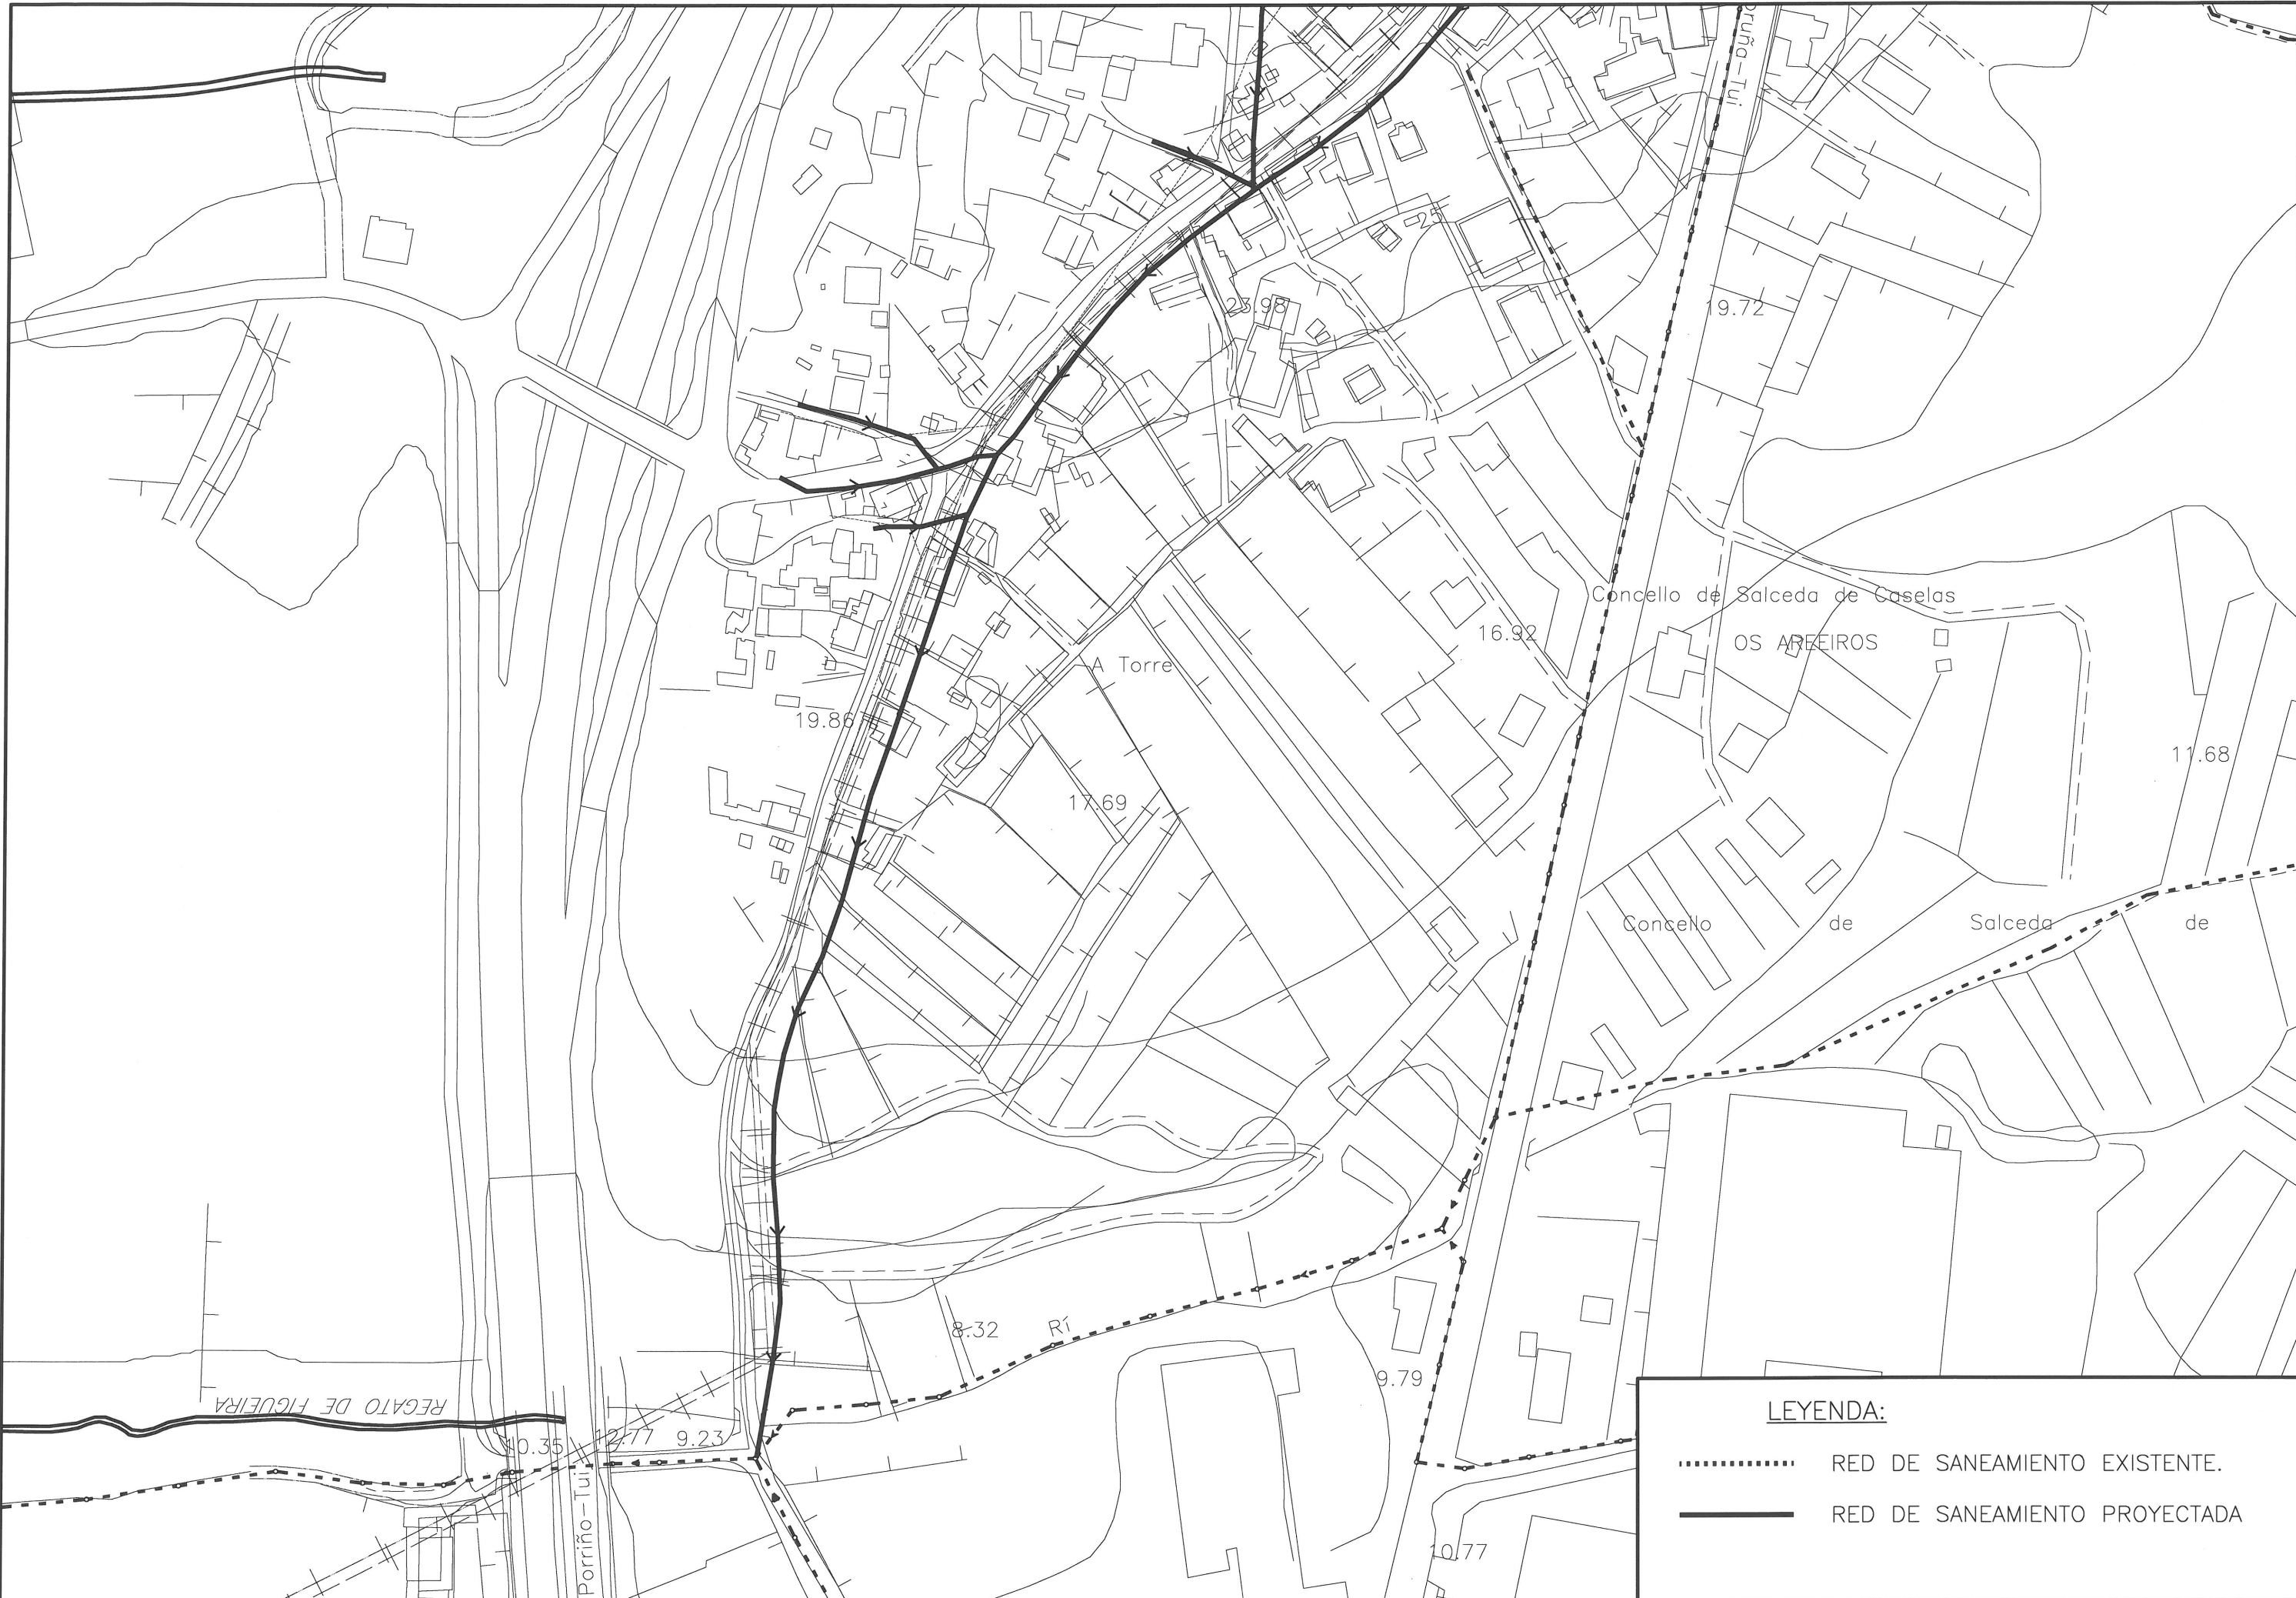 ruña-Tui
25
23.98
19.72
Concello de Salceda de Caselas
16.92
OS AREEIROS
A Torre
19.86
11.68
17.69
Concello de Salceda de
8.32
Rí
9.79
REGATO DE FIGUEIRA
10.35
12.77
9.23
Porriño-Tui
10.77
LEYENDA:
RED DE SANEAMIENTO EXISTENTE.
RED DE SANEAMIENTO PROYECTADA